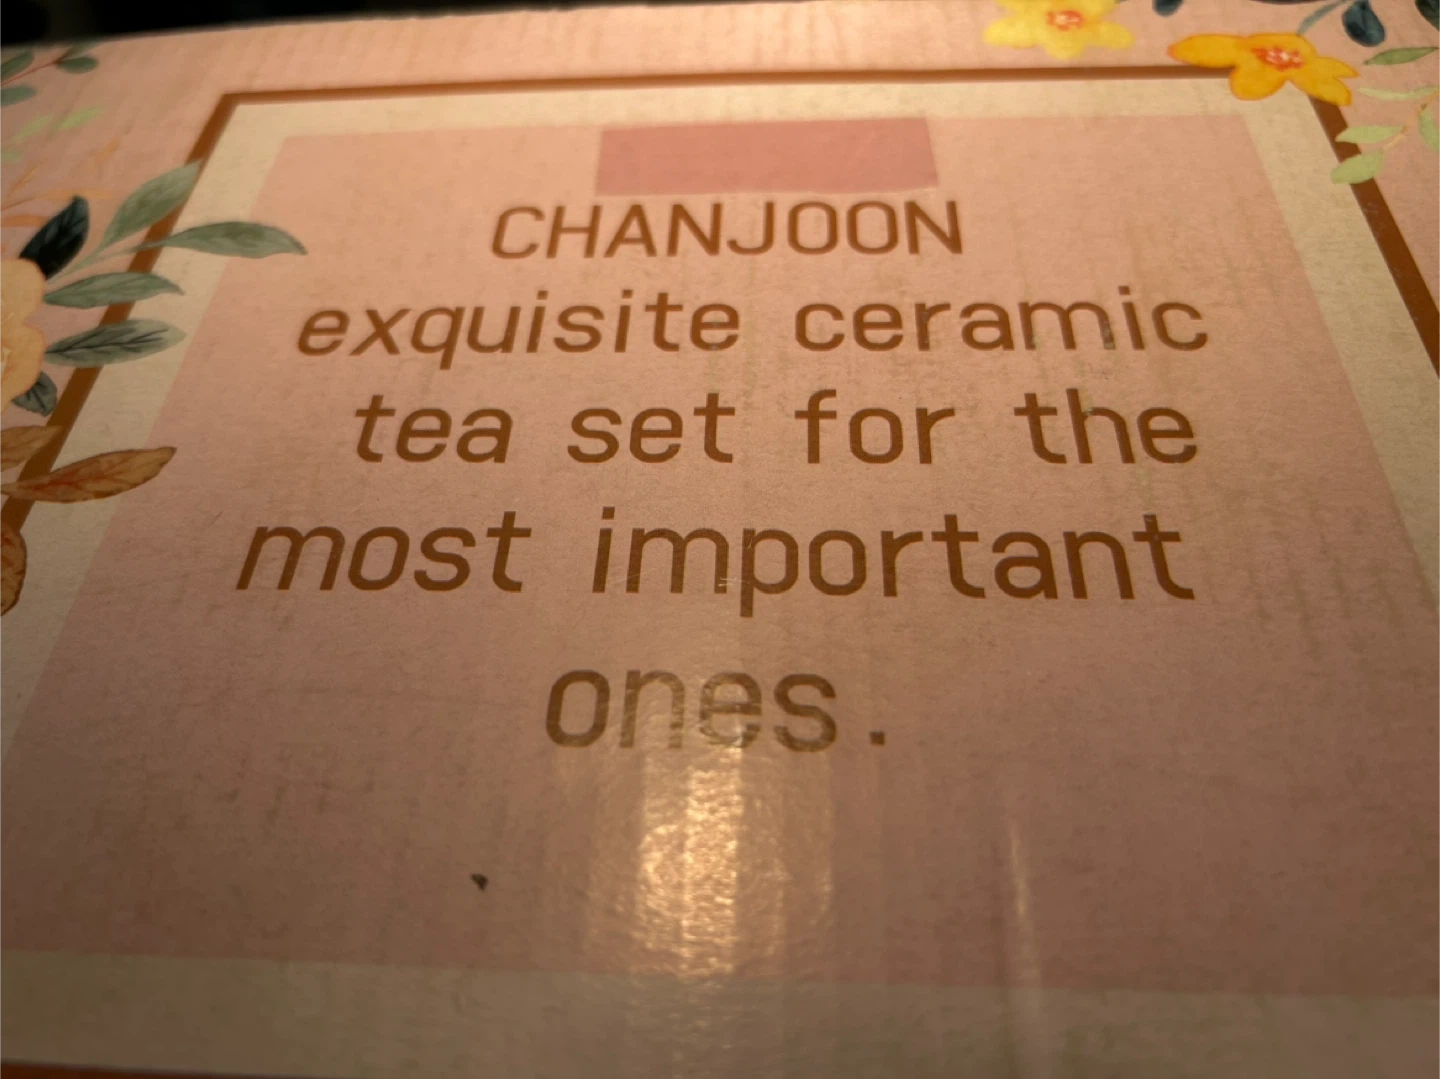 CHANJOON
exquisite ceramic
tea set for the
most important
ones.